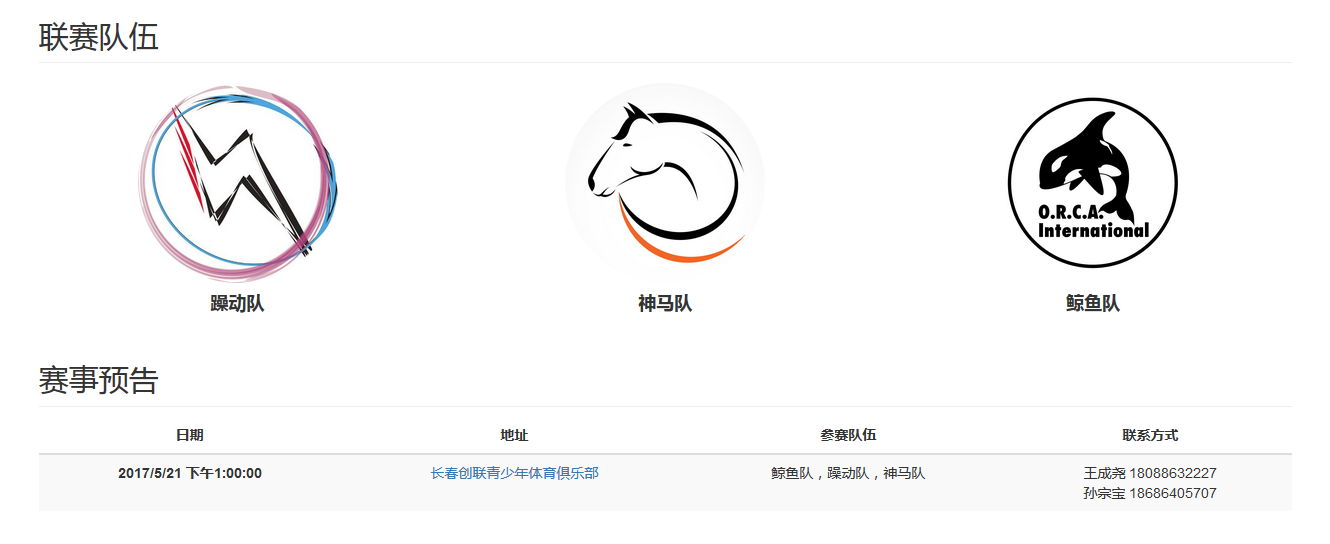 联赛队伍
O.R.C.A.
International
躁动队 神马队 鲸鱼队
赛事预告
日期 地址 参赛队伍 联系方式
2017/5/21 下午1:00:00 长春创联青少年体育俱乐部 鲸鱼队，躁动队，神马队 王成尧 18088632227
孙宗宝 18686405707